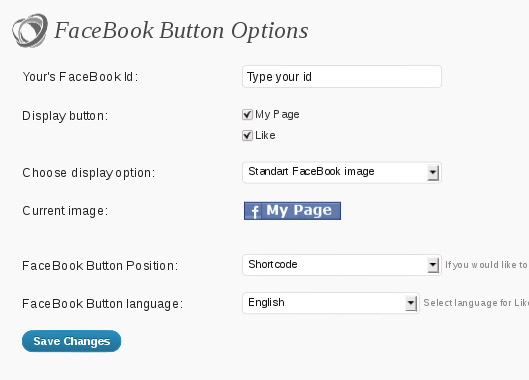 FaceBook Button Options
Your's FaceBook Id: Type your id
Display button: My Page
Like
Choose display option: Standart FaceBook image
Current image: f My Page
FaceBook Button Position: Shortcode If you would like to
FaceBook Button language: English Select language for Like
Save Changes